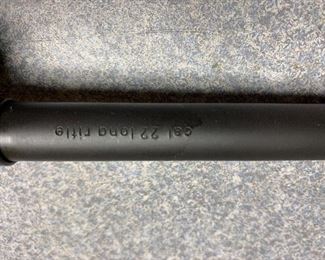 cal 22 long rifle